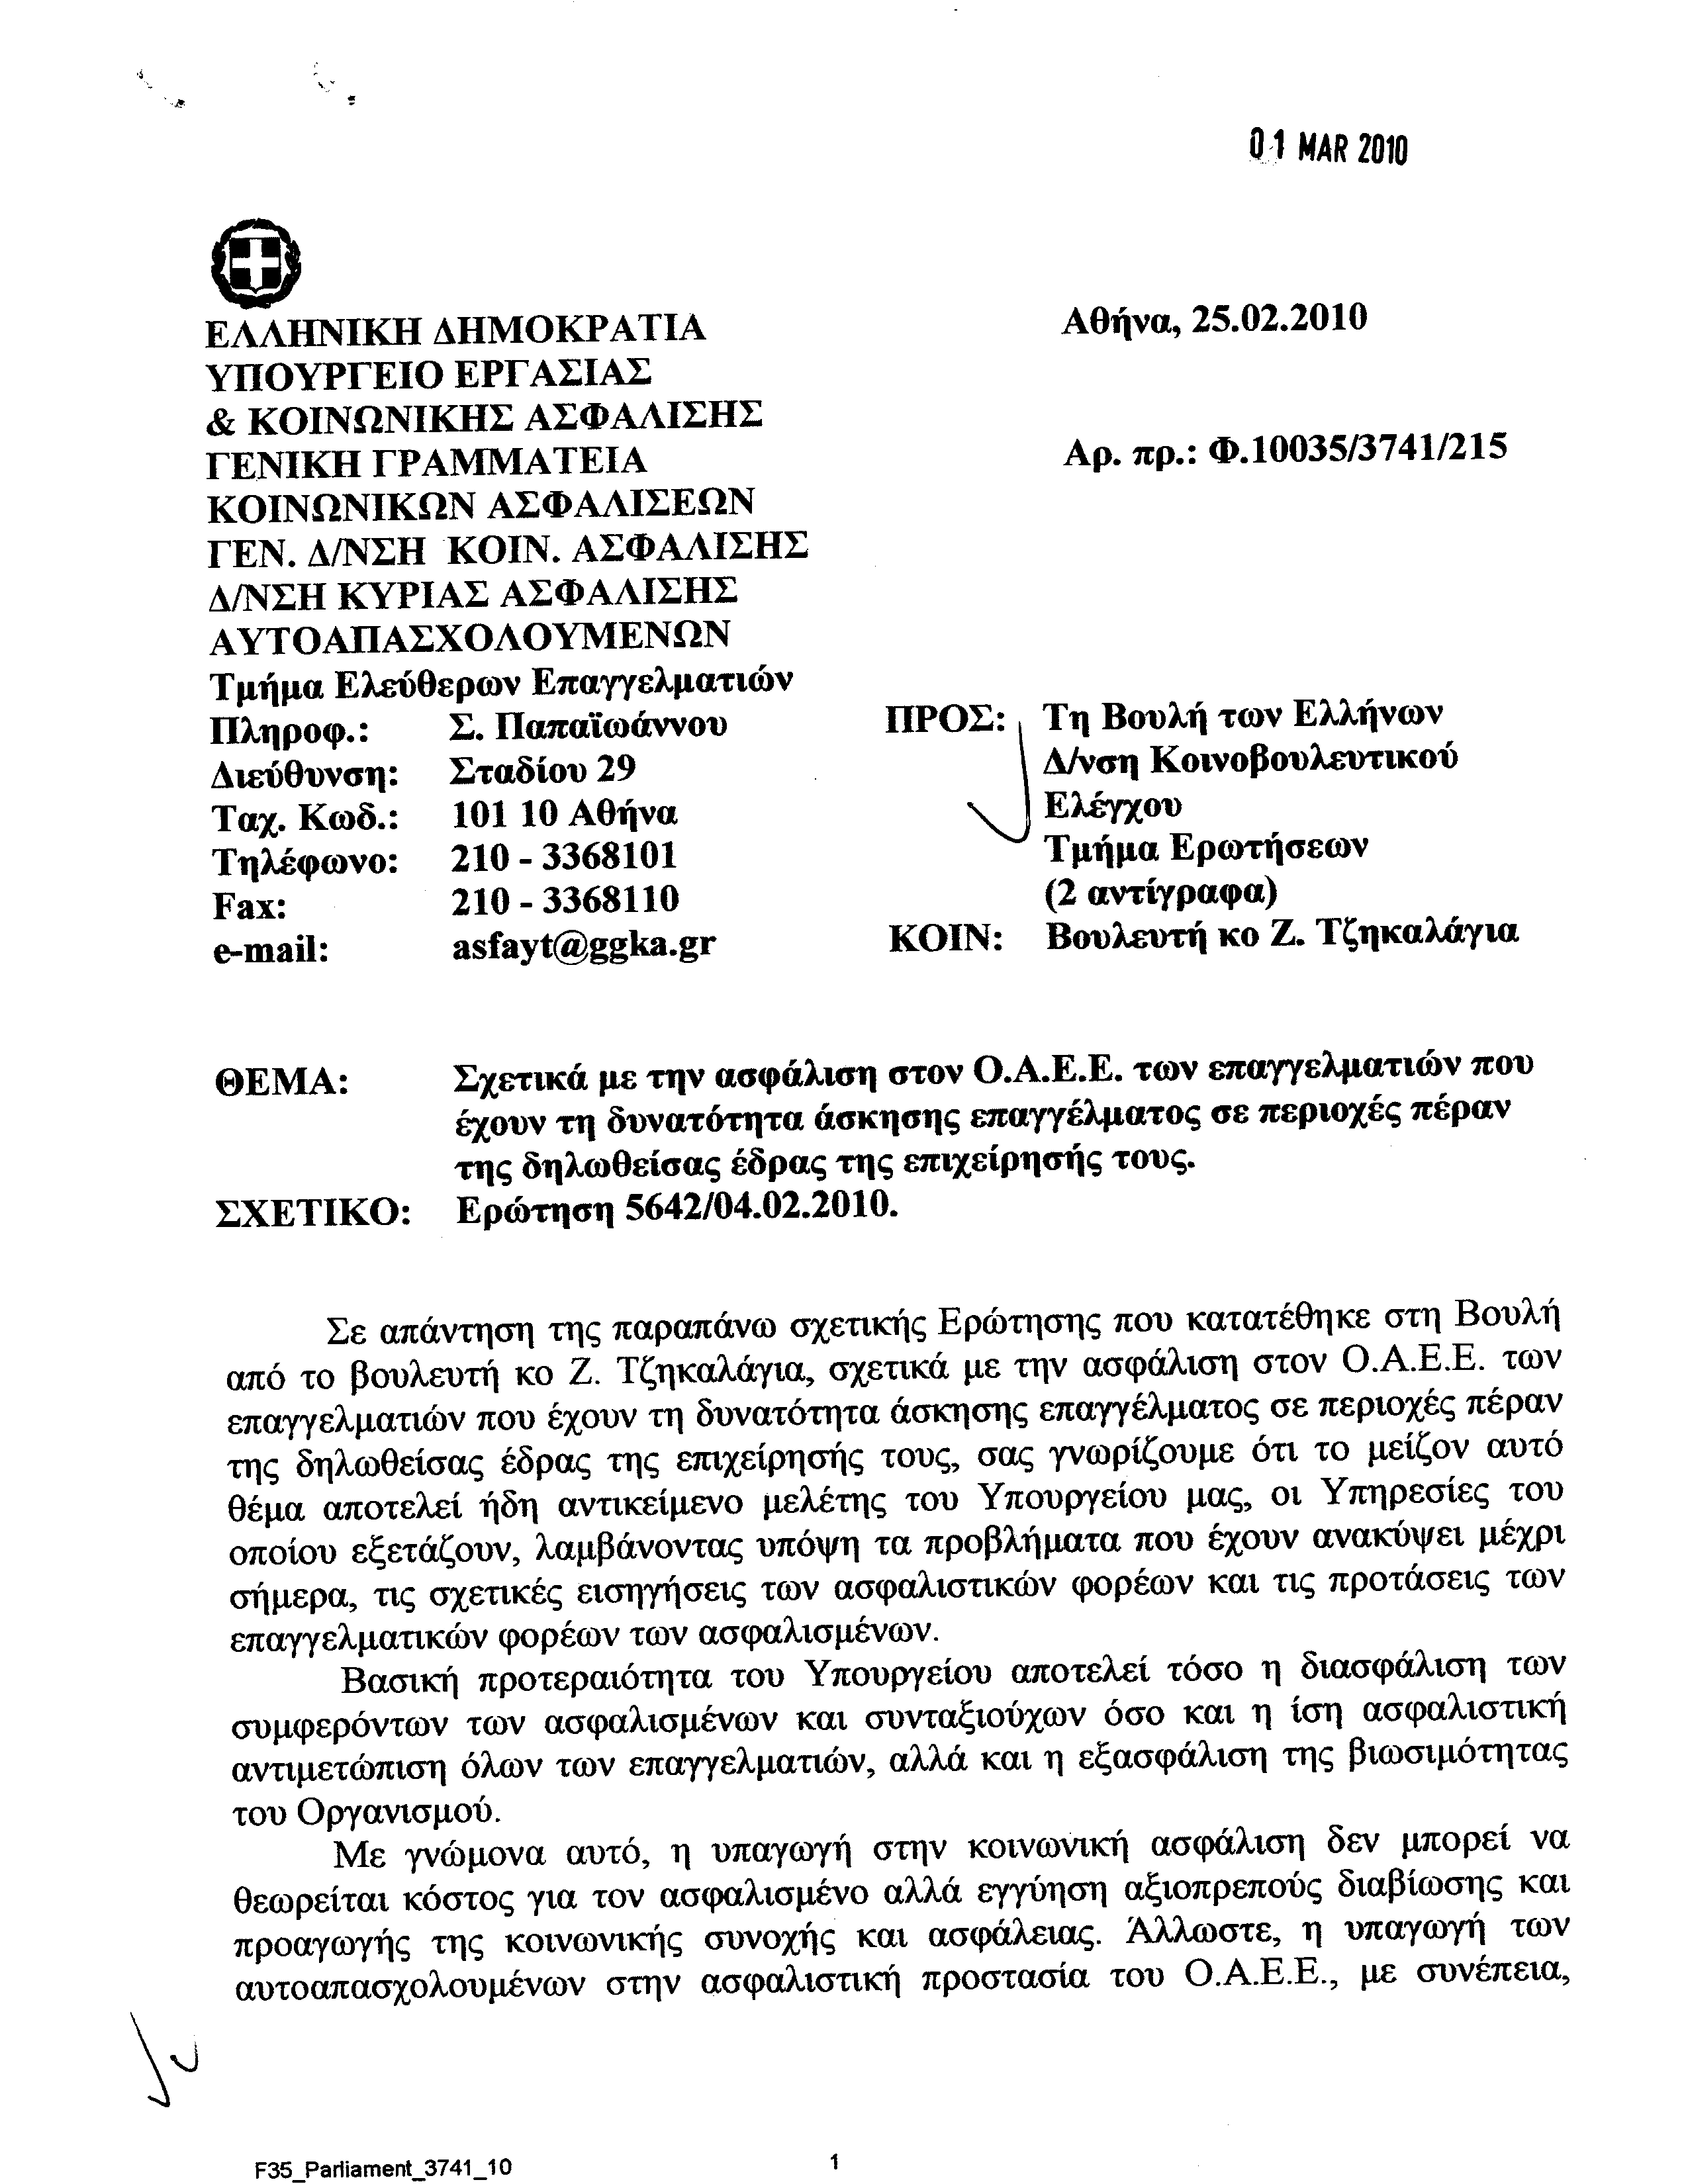 01 MAR 2010
ΕΛΛΗΝΙΚΗ ΔΗΜΟΚΡΑΤΙΑ
ΥΠΟΥΡΓΕΙΟ ΕΡΓΑΣΙΑΣ
& ΚΟΙΝΩΝΙΚΗΣ ΑΣΦΑΛΙΣΗΣ
ΓΕΝΙΚΗ ΓΡΑΜΜΑΤΕΙΑ
ΚΟΙΝΩΝΙΚΩΝ ΑΣΦΑΛΙΣΕΩΝ
ΓΕΝ. Δ/ΝΣΗ ΚΟΙΝ. ΑΣΦΑΛΙΣΗΣ
Δ/ΝΣΗ ΚΥΡΙΑΣ ΑΣΦΑΛΙΣΗΣ
ΑΥΤΟΑΠΑΣΧΟΛΟΥΜΕΝΩΝ
Τμήμα Ελεύθερων Επαγγελματιών
Πληροφ.: Σ. Παπαϊωάννου
Διεύθυνση: Σταδίου 29
Ταχ. Κωδ.: 101 10 Αθήνα
Τηλέφωνο: 210 - 3368101
Fax: 210 - 3368110
e-mail: asfayt@ggka.gr
Αθήνα, 25.02.2010
Αρ. πρ.: Φ.10035/3741/215
ΠΡΟΣ: Τη Βουλή των Ελλήνων
Δ/νση Κοινοβουλευτικού
Ελέγχου
Τμήμα Ερωτήσεων
(2 αντίγραφα)
ΚΟΙΝ: Βουλευτή κο Ζ. Τζηκαλάγια
ΘΕΜΑ: Σχετικά με την ασφάλιση στον Ο.Α.Ε.Ε. των επαγγελματιών που
έχουν τη δυνατότητα άσκησης επαγγέλματος σε περιοχές πέραν
της δηλωθείσας έδρας της επιχείρησής τους.
ΣΧΕΤΙΚΟ: Ερώτηση 5642/04.02.2010.
Σε απάντηση της παραπάνω σχετικής Ερώτησης που κατατέθηκε στη Βουλή
από το βουλευτή κο Ζ. Τζηκαλάγια, σχετικά με την ασφάλιση στον Ο.Α.Ε.Ε. των
επαγγελματιών που έχουν τη δυνατότητα άσκησης επαγγέλματος σε περιοχές πέραν
της δηλωθείσας έδρας της επιχείρησής τους, σας γνωρίζουμε ότι το μείζον αυτό
θέμα αποτελεί ήδη αντικείμενο μελέτης του Υπουργείου μας, οι Υπηρεσίες του
οποίου εξετάζουν, λαμβάνοντας υπόψη τα προβλήματα που έχουν ανακύψει μέχρι
σήμερα, τις σχετικές εισηγήσεις των ασφαλιστικών φορέων και τις προτάσεις των
επαγγελματικών φορέων των ασφαλισμένων.
Βασική προτεραιότητα του Υπουργείου αποτελεί τόσο η διασφάλιση των
συμφερόντων των ασφαλισμένων και συνταξιούχων όσο και η ίση ασφαλιστική
αντιμετώπιση όλων των επαγγελματιών, αλλά και η εξασφάλιση της βιωσιμότητας
του Οργανισμού.
Με γνώμονα αυτό, η υπαγωγή στην κοινωνική ασφάλιση δεν μπορεί να
θεωρείται κόστος για τον ασφαλισμένο αλλά εγγύηση αξιοπρεπούς διαβίωσης και
προαγωγής της κοινωνικής συνοχής και ασφάλειας. Άλλωστε, η υπαγωγή των
αυτοαπασχολουμένων στην ασφαλιστική προστασία του Ο.Α.Ε.Ε., με συνέπεια,
F35_Parliament_3741_10 1